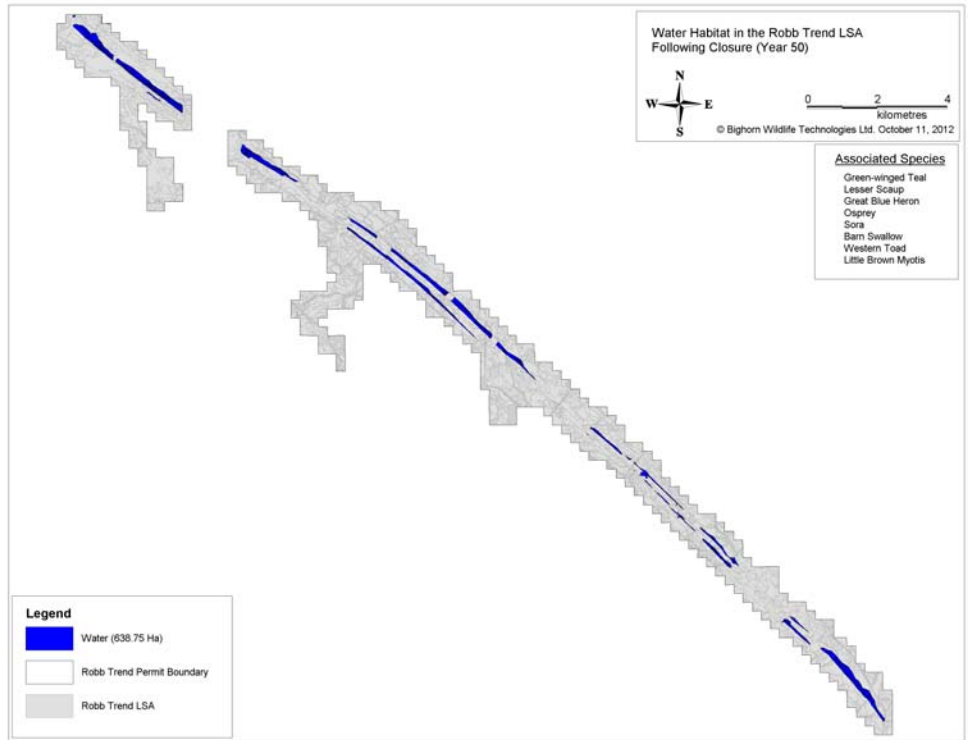 Water Habitat in the Robb Trend LSA
Following Closure (Year 50)
N
W E
S
0 2 4
kilometres
© Bighorn Wildlife Technologies Ltd. October 11, 2012
Associated Species
Green-winged Teal
Lesser Scaup
Great Blue Heron
Osprey
Sora
Barn Swallow
Western Toad
Little Brown Myotis
Legend
Water (638.75 Ha)
Robb Trend Permit Boundary
Robb Trend LSA